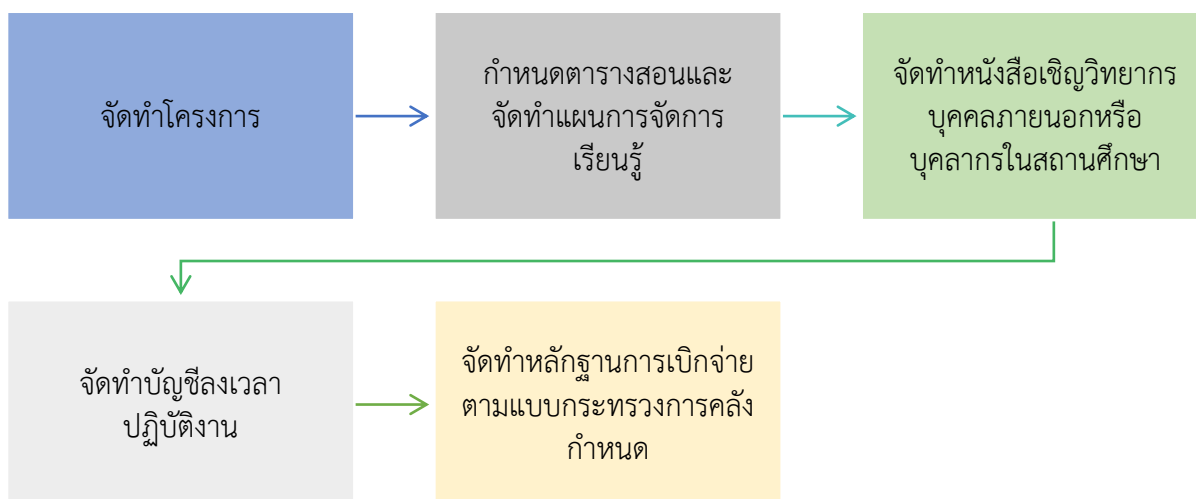 จัดทำโครงการ
กำหนดตารางสอนและ
จัดทำแผนการจัดการ
เรียนรู้
จัดทำหนังสือเชิญวิทยากร
บุคคลภายนอกหรือ
บุคลากรในสถานศึกษา
จัดทำบัญชีลงเวลา
ปฏิบัติงาน
จัดทำหลักฐานการเบิกจ่าย
ตามแบบกระทรวงการคลัง
กำหนด